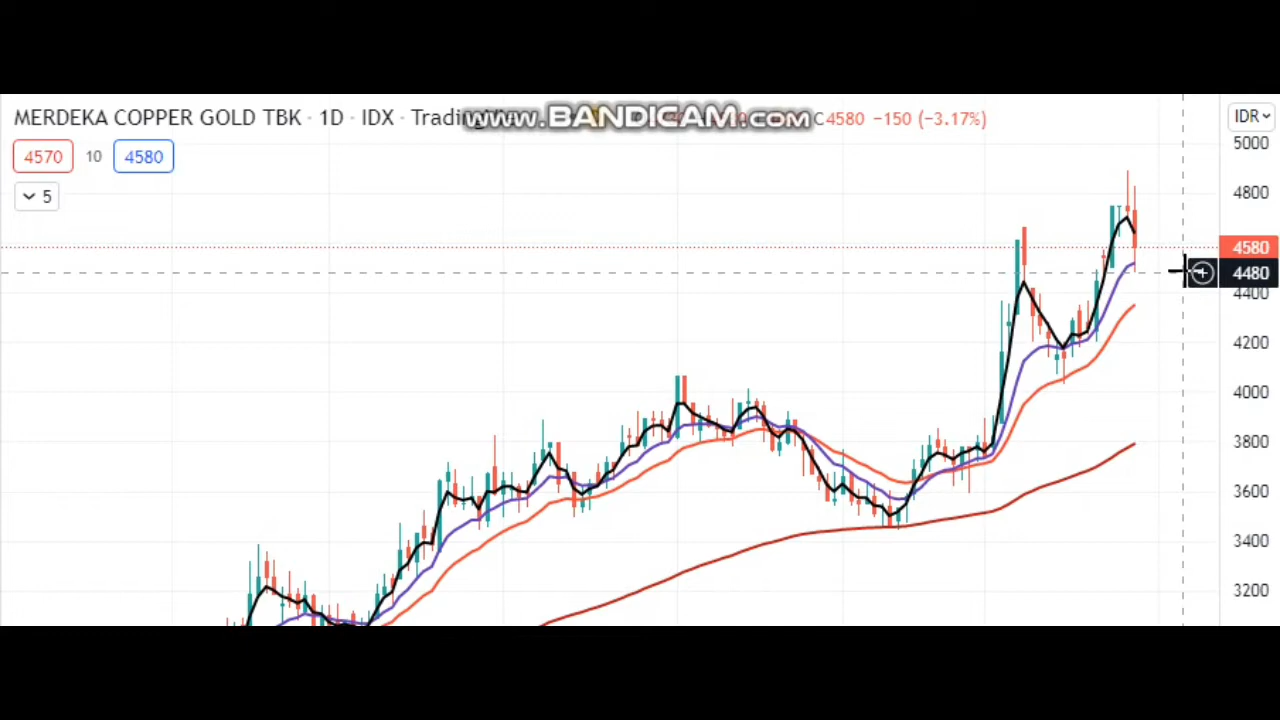 MERDEKA COPPER GOLD TBK · 1D · IDX · Trading
www.BANDICAM.com
C4580 −150 (−3.17%)
IDR
4570 10 4580
5
5000
4800
4580
4480
4400
4200
4000
3800
3600
3400
3200